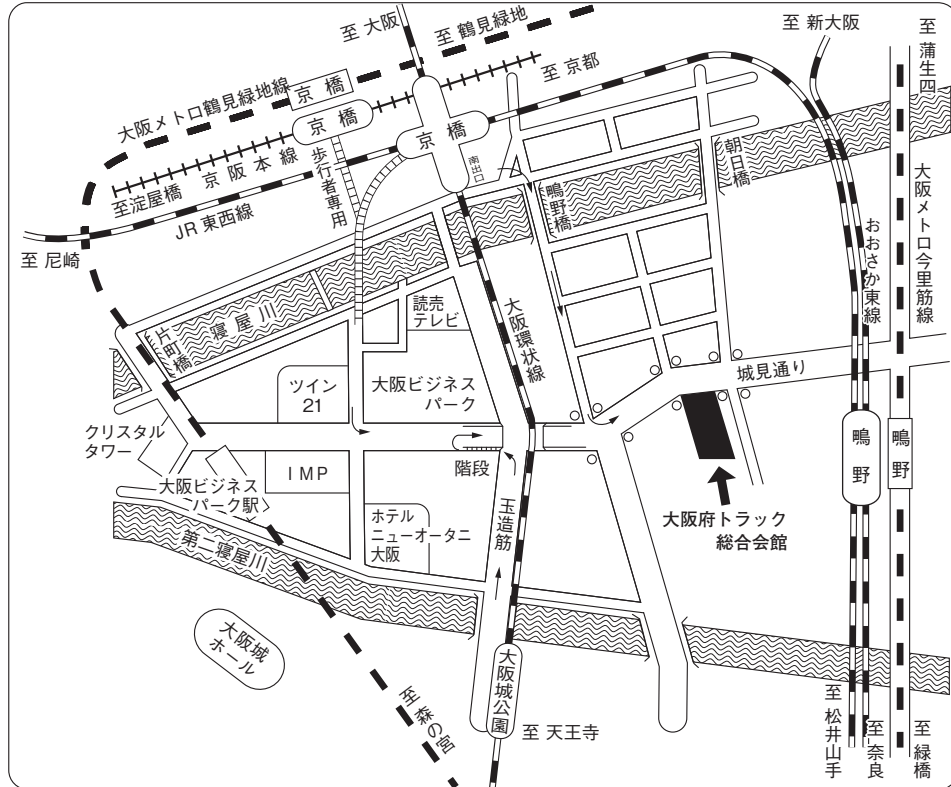 至 大阪
至 鶴見緑地
至 新大阪
至 蒲生四
大阪メトロ鶴見緑地線
京橋
至 京都
京橋
京橋
京阪本線
至淀屋橋
歩行者専用
南出口
JR 東西線
至 尼崎
鴫野橋
朝日橋
おおさか東線
大阪メトロ今里筋線
寝屋川
片町橋
読売
テレビ
大阪環状線
城見通り
ツイン
21
大阪ビジネス
パーク
クリスタル
タワー
大阪ビジネス
パーク駅
IMP
階段
鴫野
鴫野
大阪府トラック
総合会館
玉造筋
ホテル
ニューオータニ
大阪
第二寝屋川
大阪城
ホール
大阪城公園
至 森の宮
至 天王寺
至 松井山手
至 奈良
至 緑橋